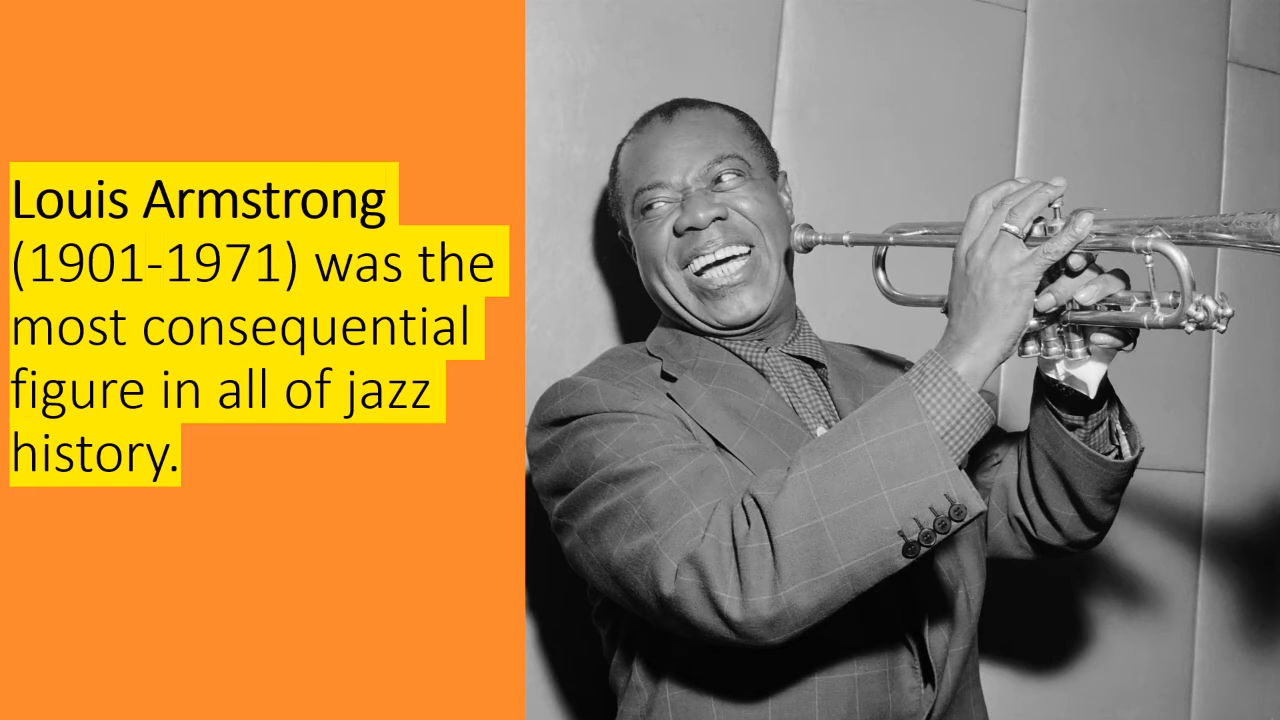 Louis Armstrong
(1901-1971) was the
most consequential
figure in all of jazz
history.